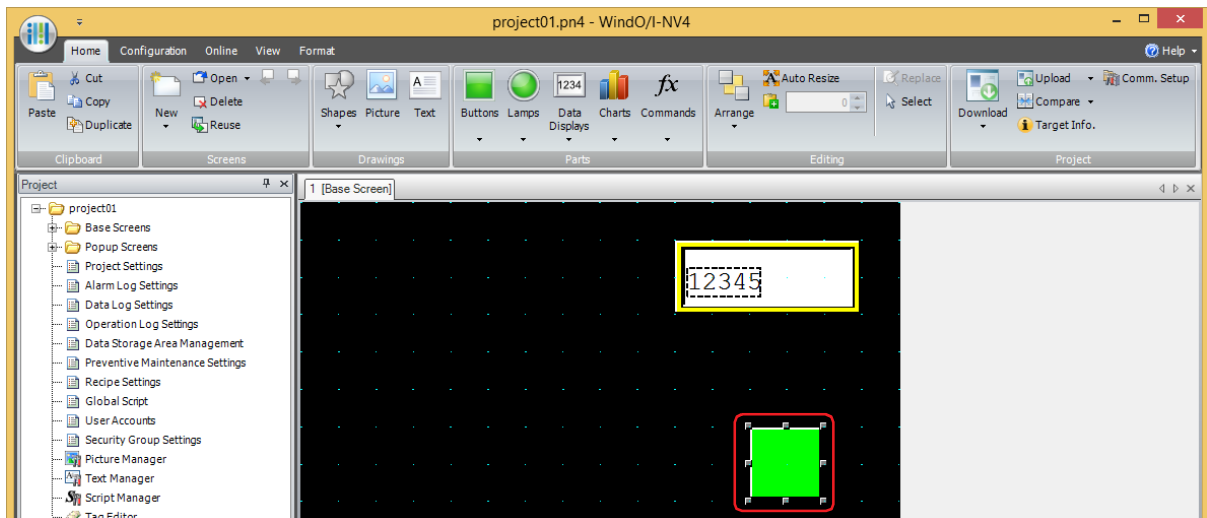 project01.pn4 - WindO/I-NV4
Home Configuration Online View Format Help
Cut Open Auto Resize Replace Upload Comm. Setup
Copy Delete 0 Select Compare
Paste Duplicate New Reuse Shapes Picture Text Buttons Lamps Data Displays Charts Commands Arrange Download Target Info.
1234
A
fx
Clipboard Screens Drawings Parts Editing Project
Project
1 [Base Screen]
project01
Base Screens
Popup Screens
Project Settings
Alarm Log Settings
Data Log Settings
Operation Log Settings
Data Storage Area Management
Preventive Maintenance Settings
Recipe Settings
Global Script
User Accounts
Security Group Settings
Picture Manager
Text Manager
Script Manager
Tag Editor
12345